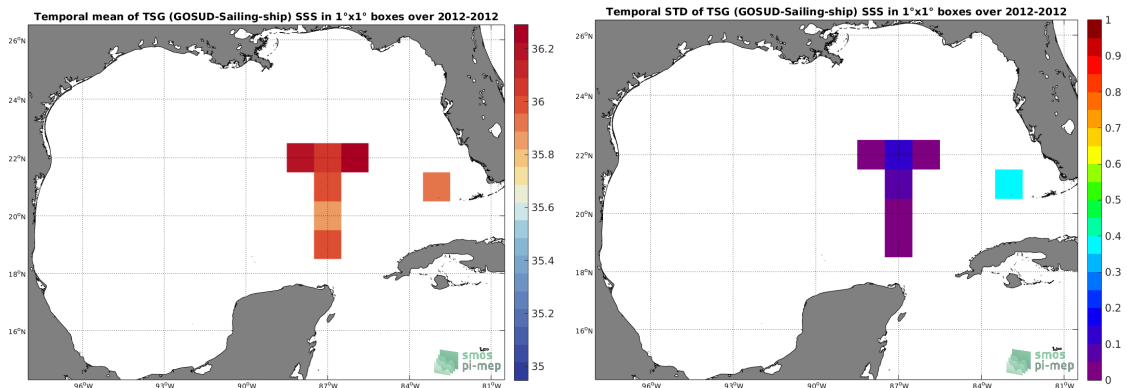 Temporal mean of TSG (GOSUD-Sailing-ship) SSS in 1°x1° boxes over 2012-2012
26°N
24°N
22°N
20°N
18°N
16°N
96°W
93°W
90°W
87°W
84°W
81°W
36.2
36
35.8
35.6
35.4
35.2
35
smos
pi-mep
Temporal STD of TSG (GOSUD-Sailing-ship) SSS in 1°x1° boxes over 2012-2012
26°N
24°N
22°N
20°N
18°N
16°N
96°W
93°W
90°W
87°W
84°W
81°W
1
0.9
0.8
0.7
0.6
0.5
0.4
0.3
0.2
0.1
0
smos
pi-mep